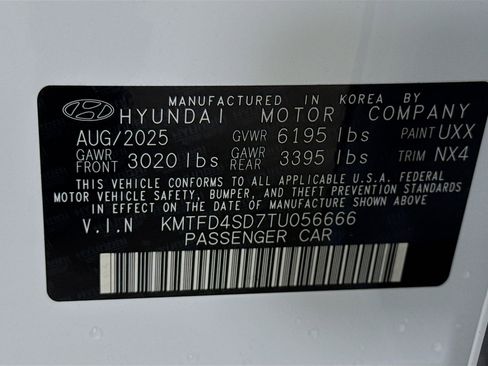 MANUFACTURED IN KOREA BY
HYUNDAI MOTOR COMPANY
AUG/2025 GVWR 6195 lbs PAINT UXX
GAWR FRONT 3020 lbs GAWR REAR 3395 lbs TRIM NX4
THIS VEHICLE CONFORMS TO ALL APPLICABLE U.S.A. FEDERAL
MOTOR VEHICLE SAFETY, BUMPER, AND THEFT PREVENTION STANDARDS
IN EFFECT ON THE DATE OF MANUFACTURE SHOWN ABOVE.
V.I.N KMTFD4SD7TU056666
PASSENGER CAR